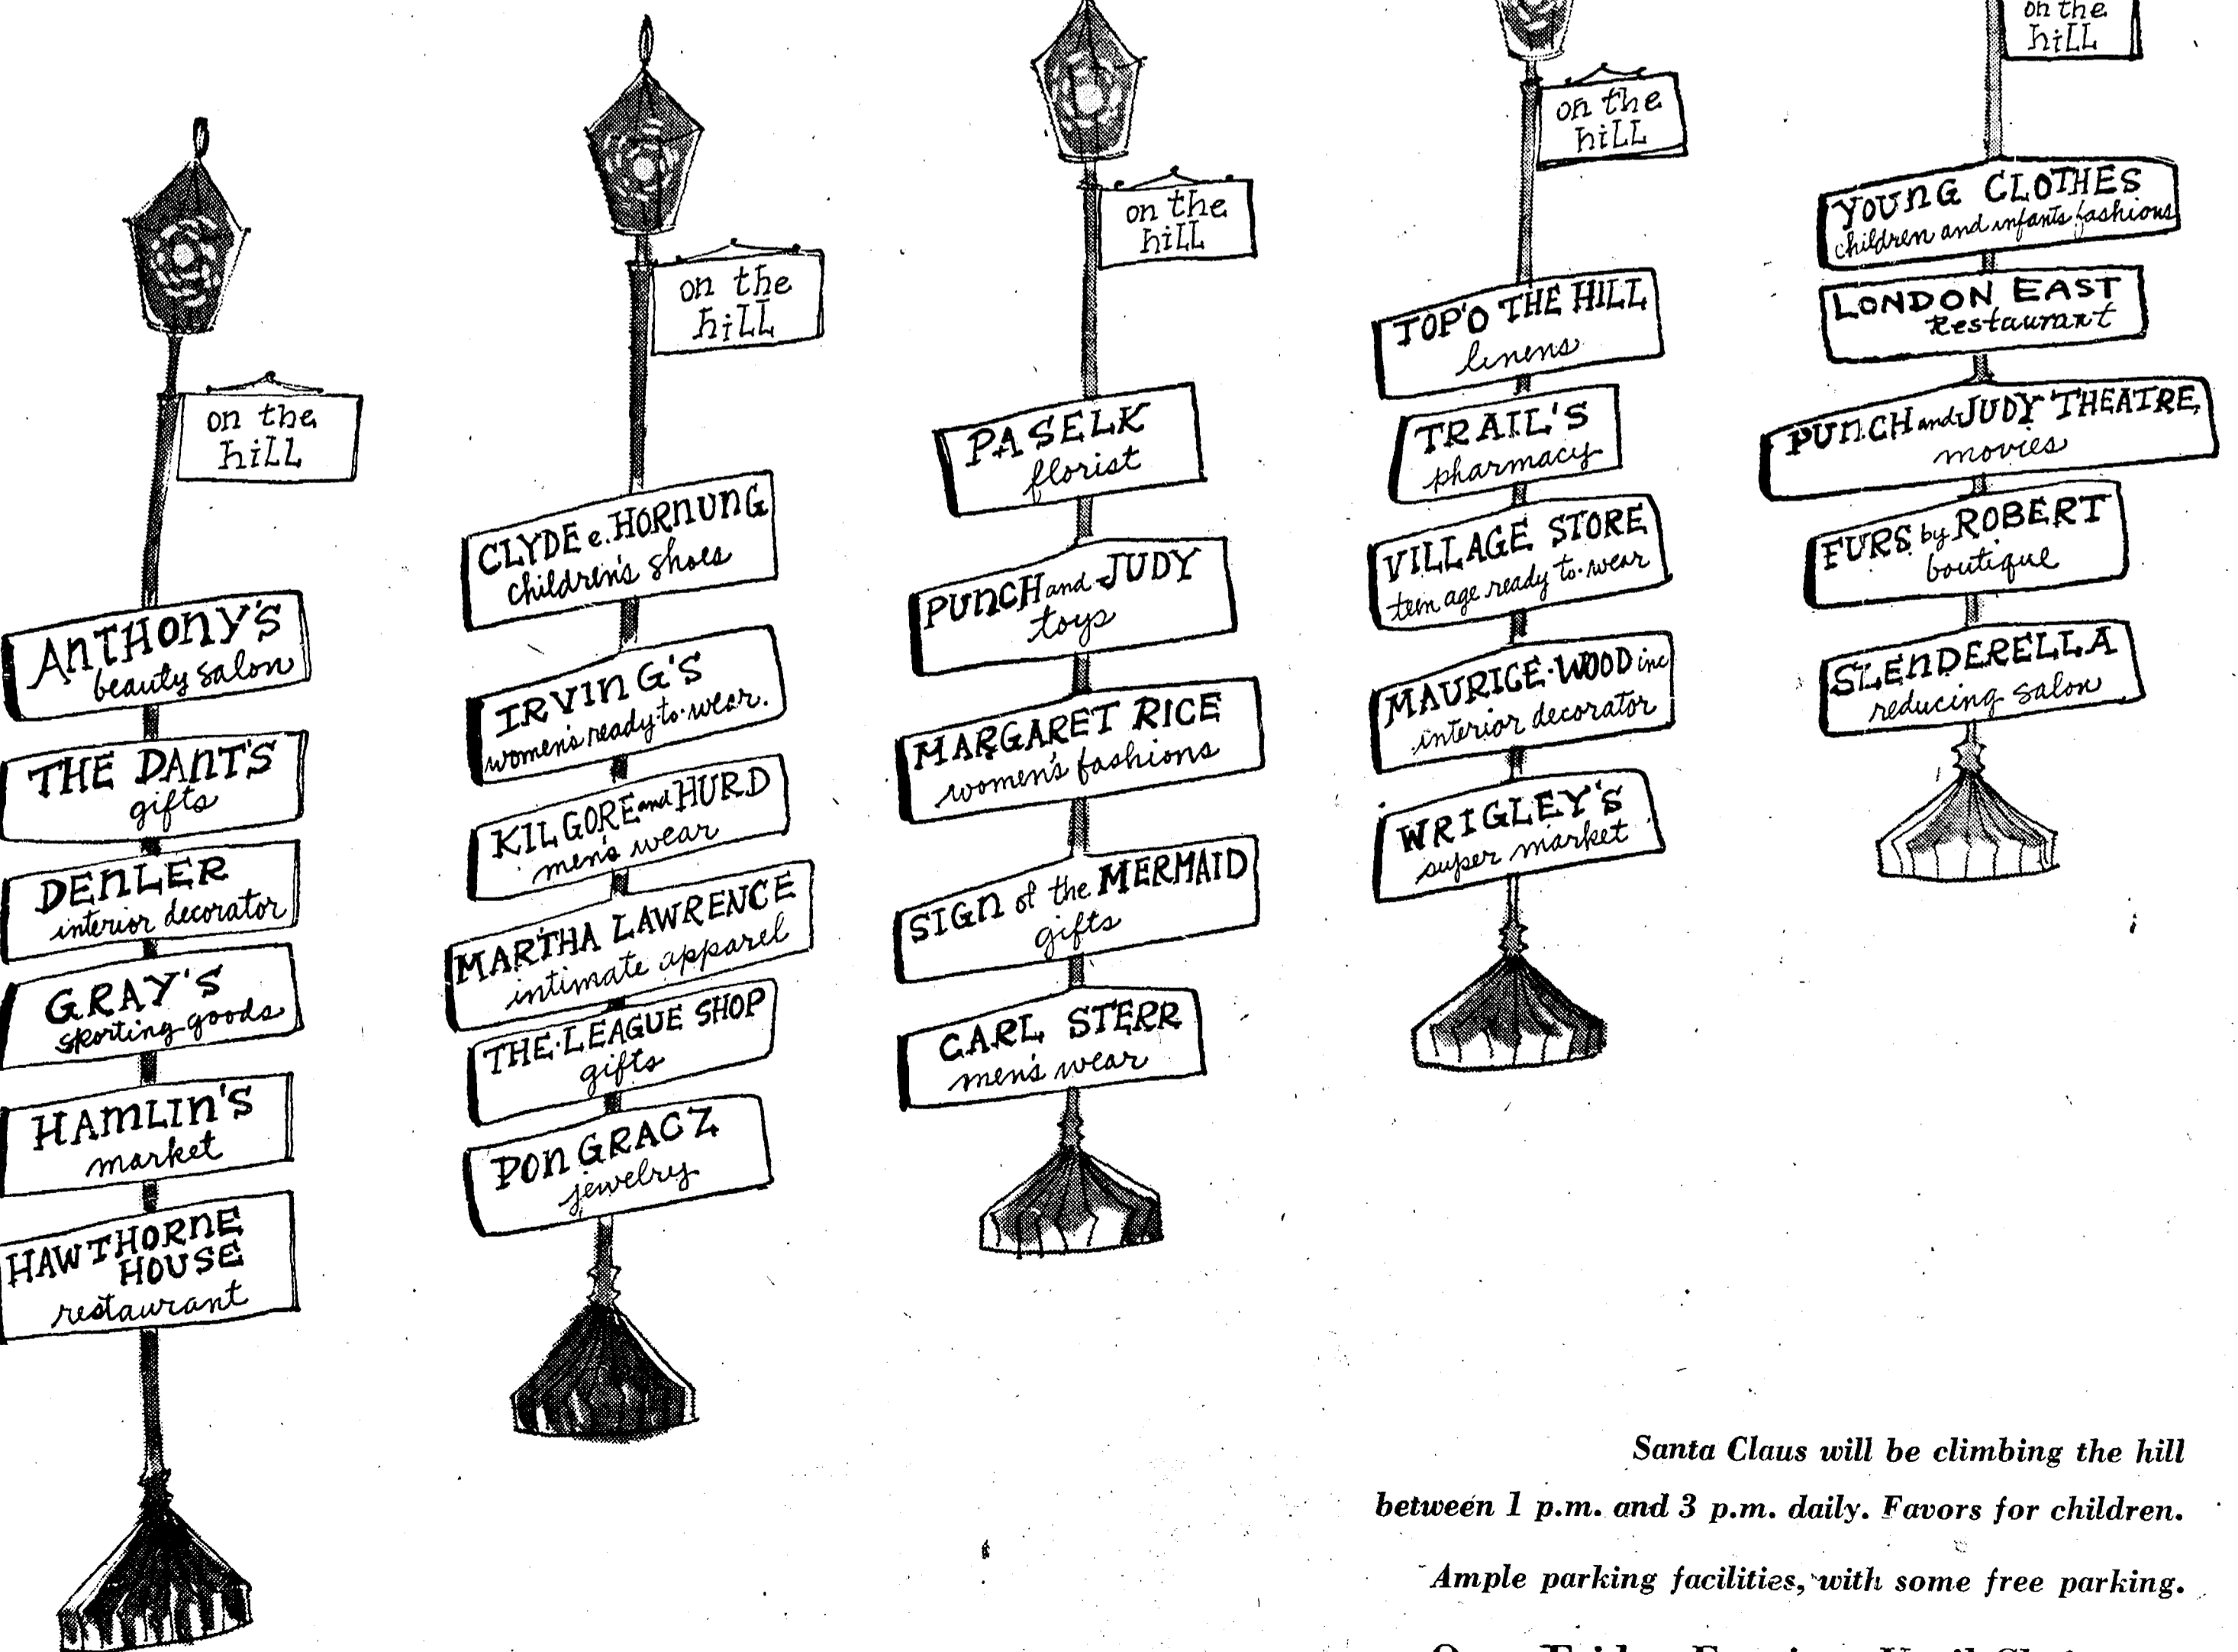 on the
hill
ANTHONY'S
beauty salon
THE DANT'S
gifts
DENLER
interior decorator
GRAY'S
sporting goods
HAMLIN'S
market
HAWTHORNE
HOUSE
restaurant
on the
hill
CLYDE e. HORNUNG
children's shoes
IRVING'S
women's ready-to-wear.
KILGORE and HURD
men's wear
MARTHA LAWRENCE
intimate apparel
THE LEAGUE SHOP
gifts
PONGRACZ
jewelry
on the
hill
PASELK
florist
PUNCH and JUDY
toys
MARGARET RICE
women's fashions
SIGN of the MERMAID
gifts
CARL STERR
men's wear
on the
hill
TOP'O THE HILL
linens
TRAIL'S
pharmacy
VILLAGE STORE
teen age ready-to-wear
MAURICE-WOOD inc
interior decorator
WRIGLEY'S
super market
on the
hill
YOUNG CLOTHES
children and infants fashions
LONDON EAST
Restaurant
PUNCH and JUDY THEATRE
movies
FURS by ROBERT
boutique
SLENDERELLA
reducing salon
Santa Claus will be climbing the hill
between 1 p.m. and 3 p.m. daily. Favors for children.
Ample parking facilities, with some free parking.